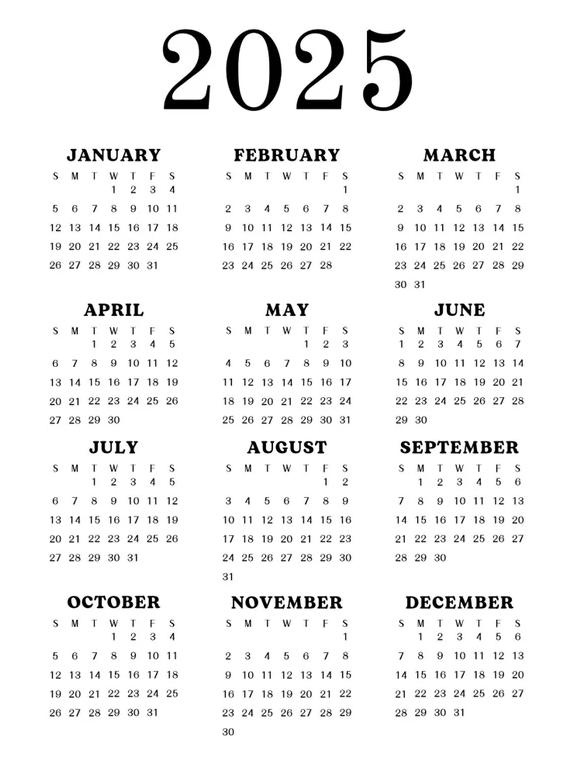 2025
JANUARY
S M T W T F S
1 2 3 4
5 6 7 8 9 10 11
12 13 14 15 16 17 18
19 20 21 22 23 24 25
26 27 28 29 30 31
FEBRUARY
S M T W T F S
1
2 3 4 5 6 7 8
9 10 11 12 13 14 15
16 17 18 19 20 21 22
23 24 25 26 27 28
MARCH
S M T W T F S
1
2 3 4 5 6 7 8
9 10 11 12 13 14 15
16 17 18 19 20 21 22
23 24 25 26 27 28 29
30 31
APRIL
S M T W T F S
1 2 3 4 5
6 7 8 9 10 11 12
13 14 15 16 17 18 19
20 21 22 23 24 25 26
27 28 29 30
MAY
S M T W T F S
1 2 3
4 5 6 7 8 9 10
11 12 13 14 15 16 17
18 19 20 21 22 23 24
25 26 27 28 29 30 31
JUNE
S M T W T F S
1 2 3 4 5 6 7
8 9 10 11 12 13 14
15 16 17 18 19 20 21
22 23 24 25 26 27 28
29 30
JULY
S M T W T F S
1 2 3 4 5
6 7 8 9 10 11 12
13 14 15 16 17 18 19
20 21 22 23 24 25 26
27 28 29 30 31
AUGUST
S M T W T F S
1 2
3 4 5 6 7 8 9
10 11 12 13 14 15 16
17 18 19 20 21 22 23
24 25 26 27 28 29 30
31
SEPTEMBER
S M T W T F S
1 2 3 4 5 6
7 8 9 10 11 12 13
14 15 16 17 18 19 20
21 22 23 24 25 26 27
28 29 30
OCTOBER
S M T W T F S
1 2 3 4
5 6 7 8 9 10 11
12 13 14 15 16 17 18
19 20 21 22 23 24 25
26 27 28 29 30 31
NOVEMBER
S M T W T F S
1
2 3 4 5 6 7 8
9 10 11 12 13 14 15
16 17 18 19 20 21 22
23 24 25 26 27 28 29
30
DECEMBER
S M T W T F S
1 2 3 4 5 6
7 8 9 10 11 12 13
14 15 16 17 18 19 20
21 22 23 24 25 26 27
28 29 30 31